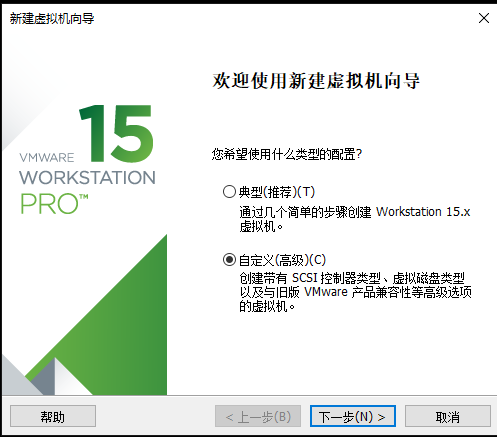 新建虚拟机向导
欢迎使用新建虚拟机向导
VMWARE 15
WORKSTATION
PRO™
您希望使用什么类型的配置?
典型(推荐)(T)
通过几个简单的步骤创建 Workstation 15.x
虚拟机。
自定义(高级)(C)
创建带有 SCSI 控制器类型、虚拟磁盘类型
以及与旧版 VMware 产品兼容性等高级选项
的虚拟机。
帮助
< 上一步(B)
下一步(N) >
取消